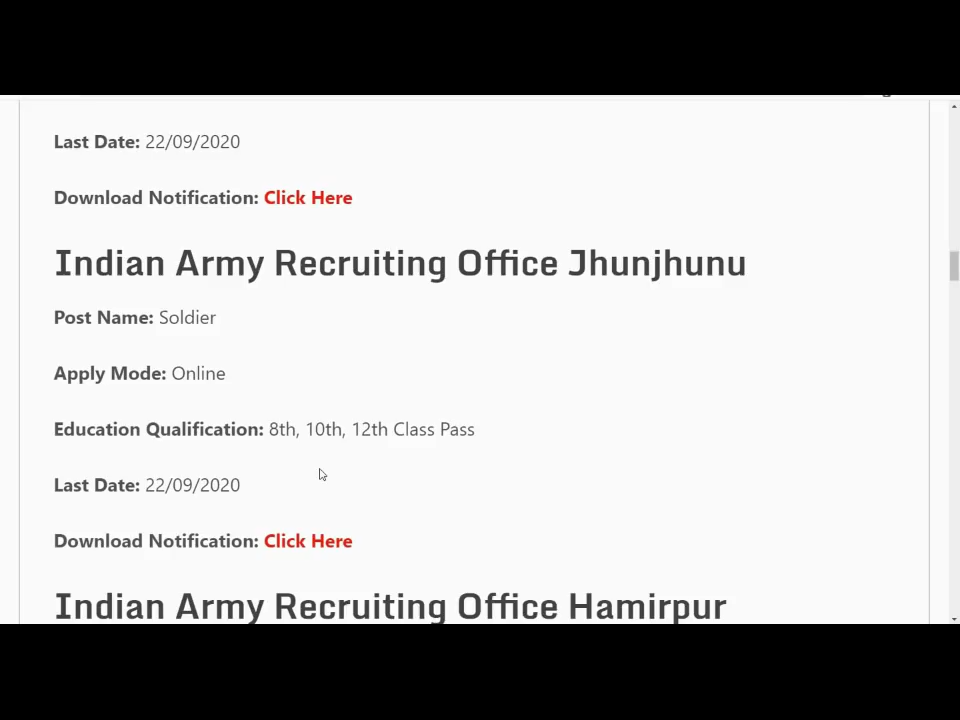 Last Date: 22/09/2020
Download Notification: Click Here
Indian Army Recruiting Office Jhunjhunu
Post Name: Soldier
Apply Mode: Online
Education Qualification: 8th, 10th, 12th Class Pass
Last Date: 22/09/2020
Download Notification: Click Here
Indian Army Recruiting Office Hamirpur